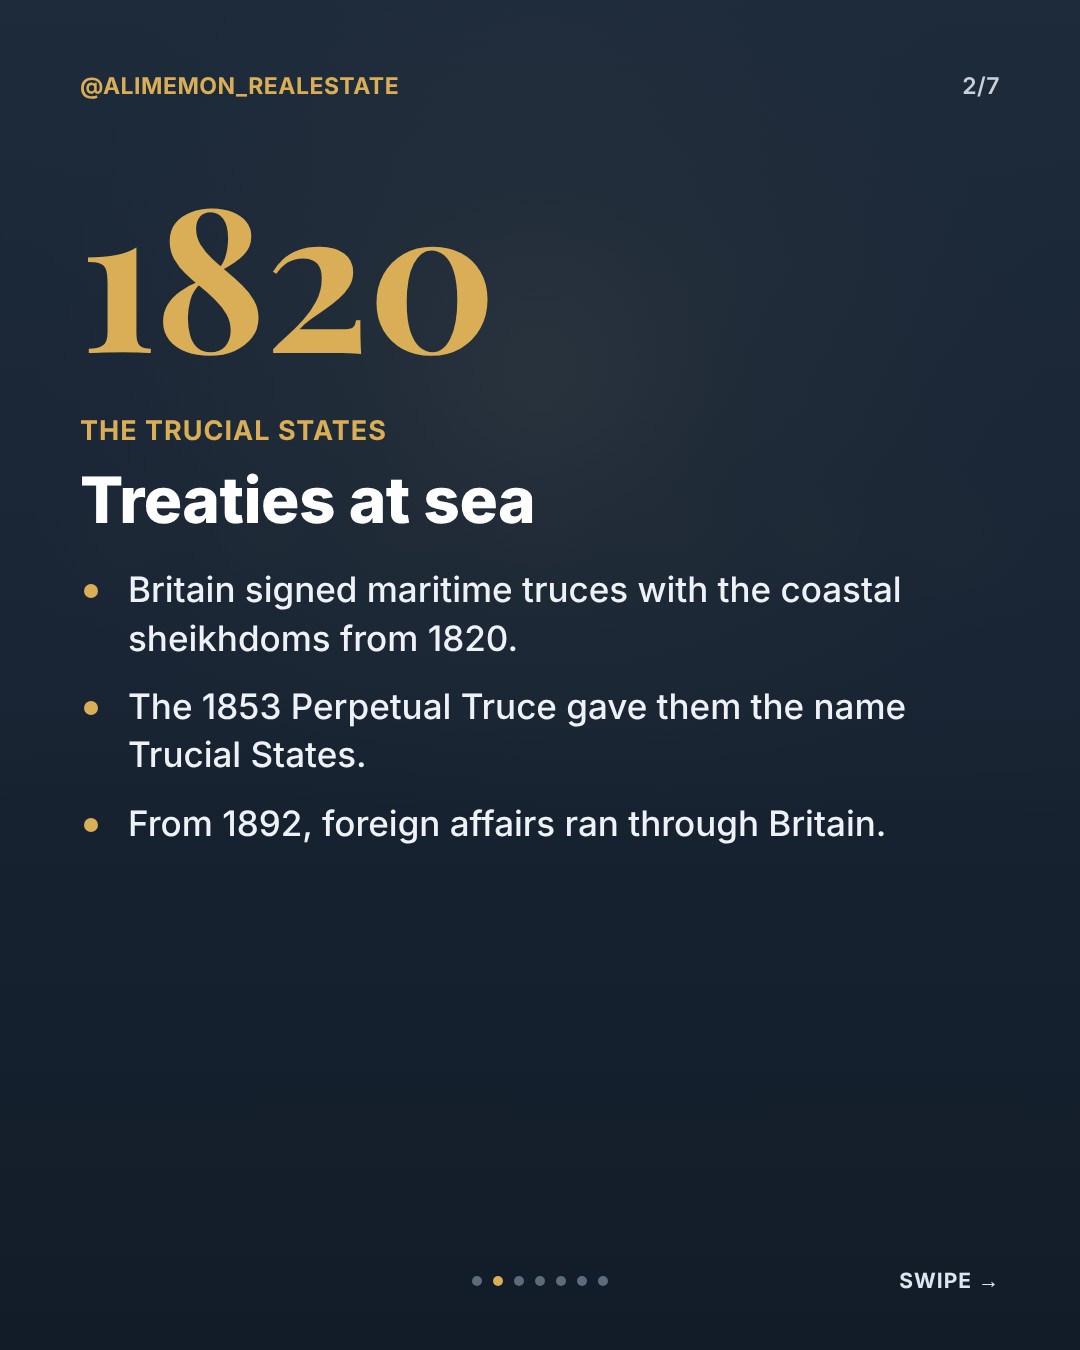 @ALIMEMON_REALESTATE
2/7
1820
THE TRUCIAL STATES
Treaties at sea
• Britain signed maritime truces with the coastal
sheikhdoms from 1820.
• The 1853 Perpetual Truce gave them the name
Trucial States.
• From 1892, foreign affairs ran through Britain.
SWIPE →